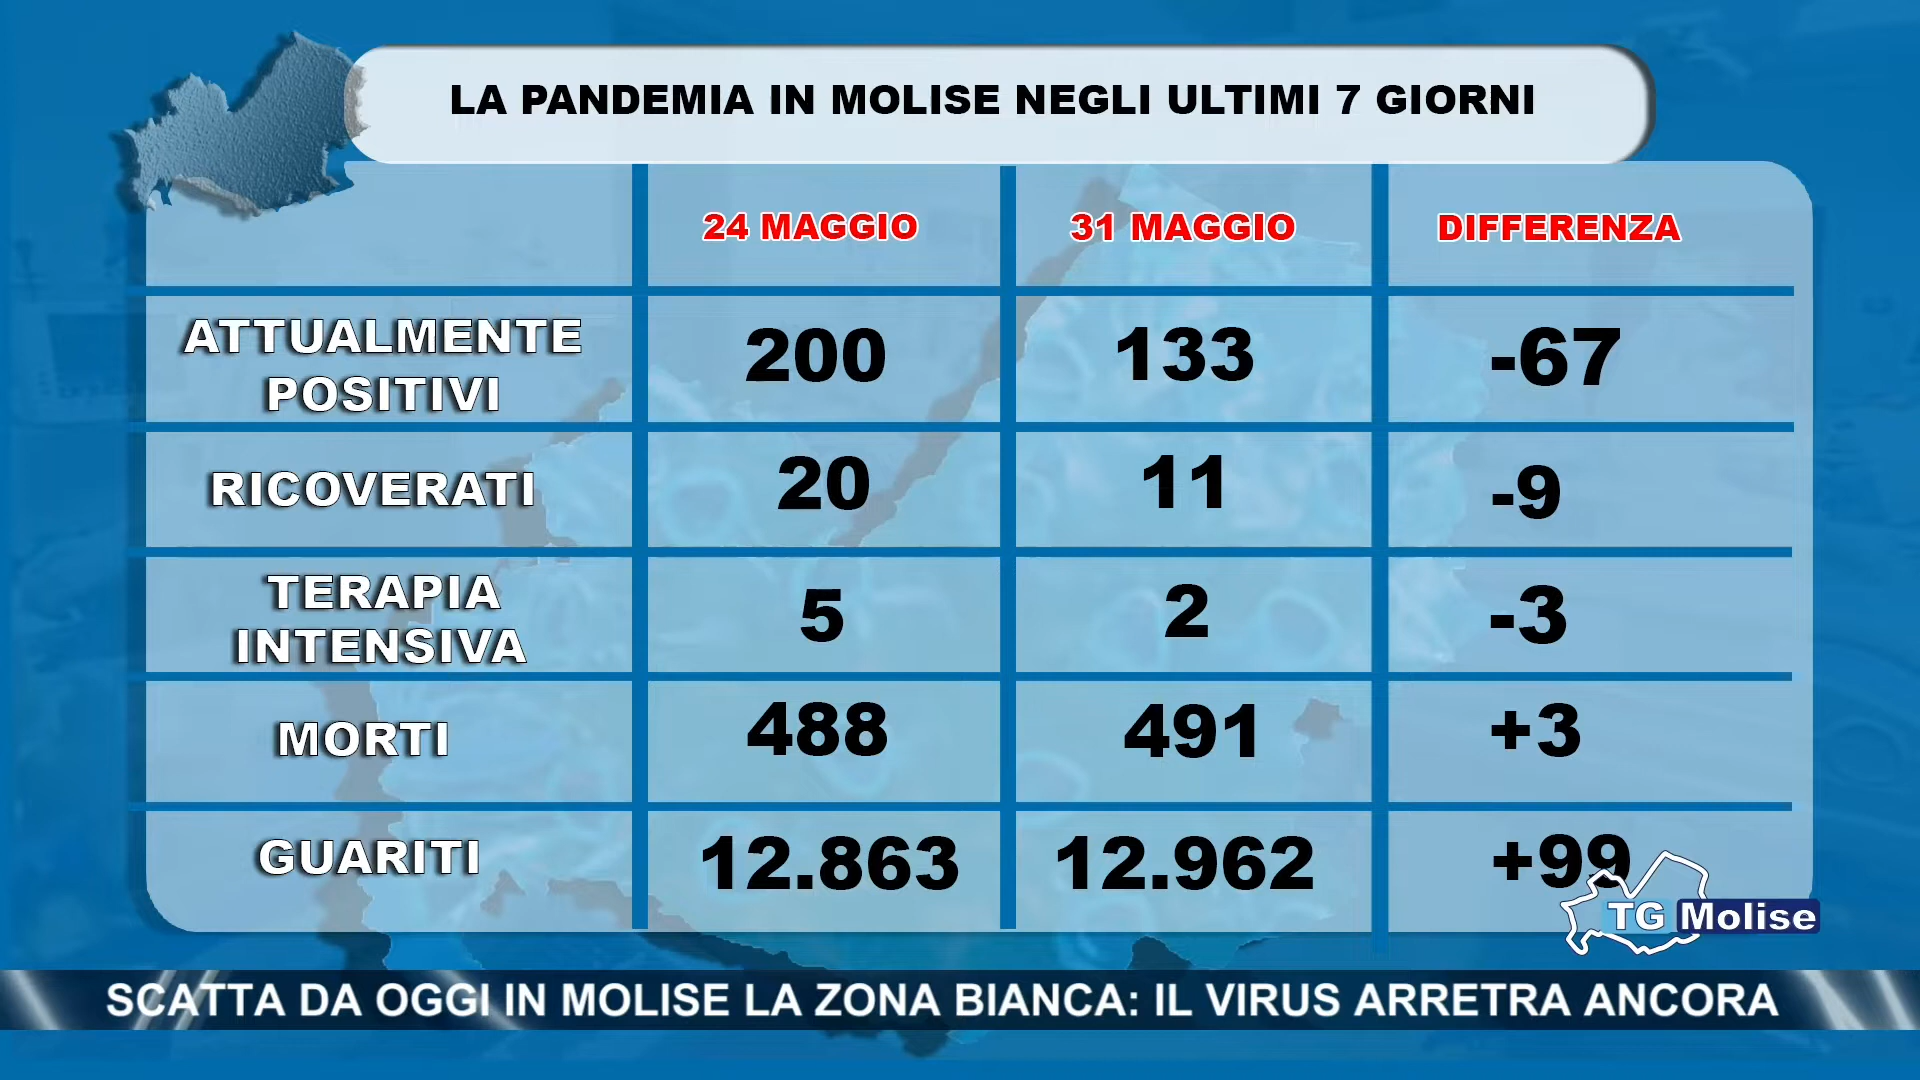 LA PANDEMIA IN MOLISE NEGLI ULTIMI 7 GIORNI
24 MAGGIO 31 MAGGIO DIFFERENZA
ATTUALMENTE
POSITIVI
200 133 -67
RICOVERATI 20 11 -9
TERAPIA
INTENSIVA
5 2 -3
MORTI 488 491 +3
GUARITI 12.863 12.962 +99
TG Molise
SCATTA DA OGGI IN MOLISE LA ZONA BIANCA: IL VIRUS ARRETRA ANCORA